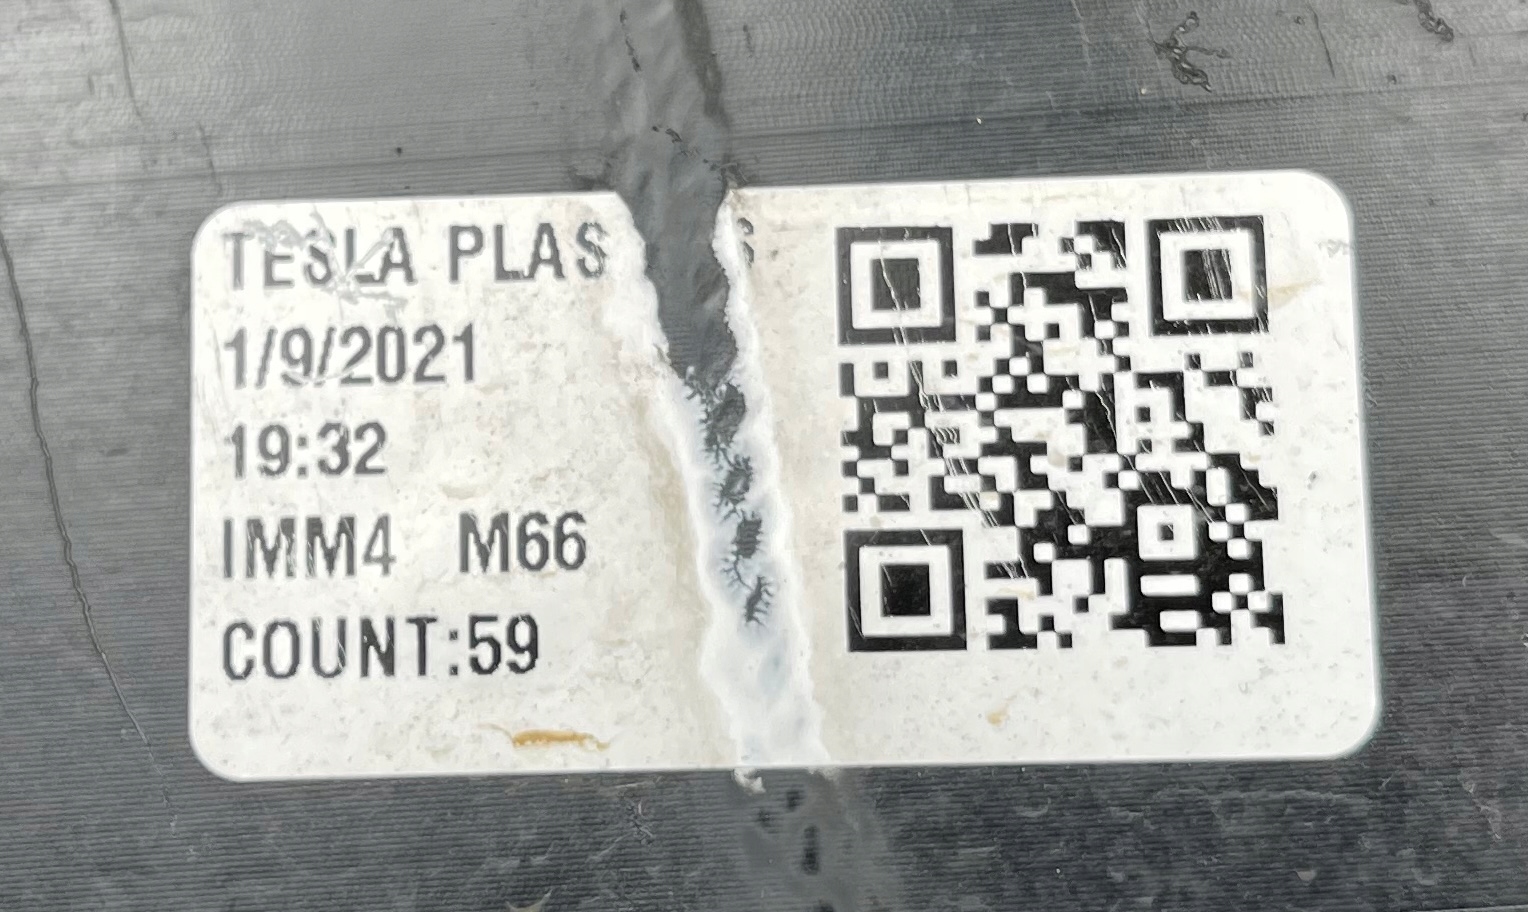 TESLA PLAS
1/9/2021
19:32
IMM4 M66
COUNT:59